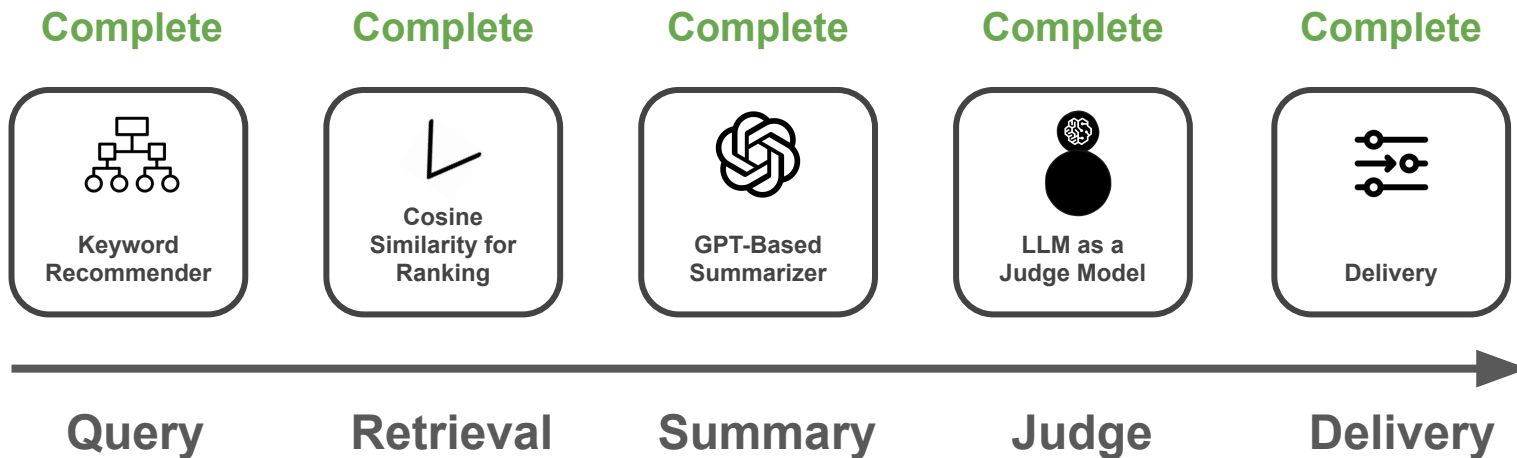 Complete Complete Complete Complete Complete
Keyword
Recommender
Cosine
Similarity for
Ranking
GPT-Based
Summarizer
LLM as a
Judge Model
Delivery
Query Retrieval Summary Judge Delivery